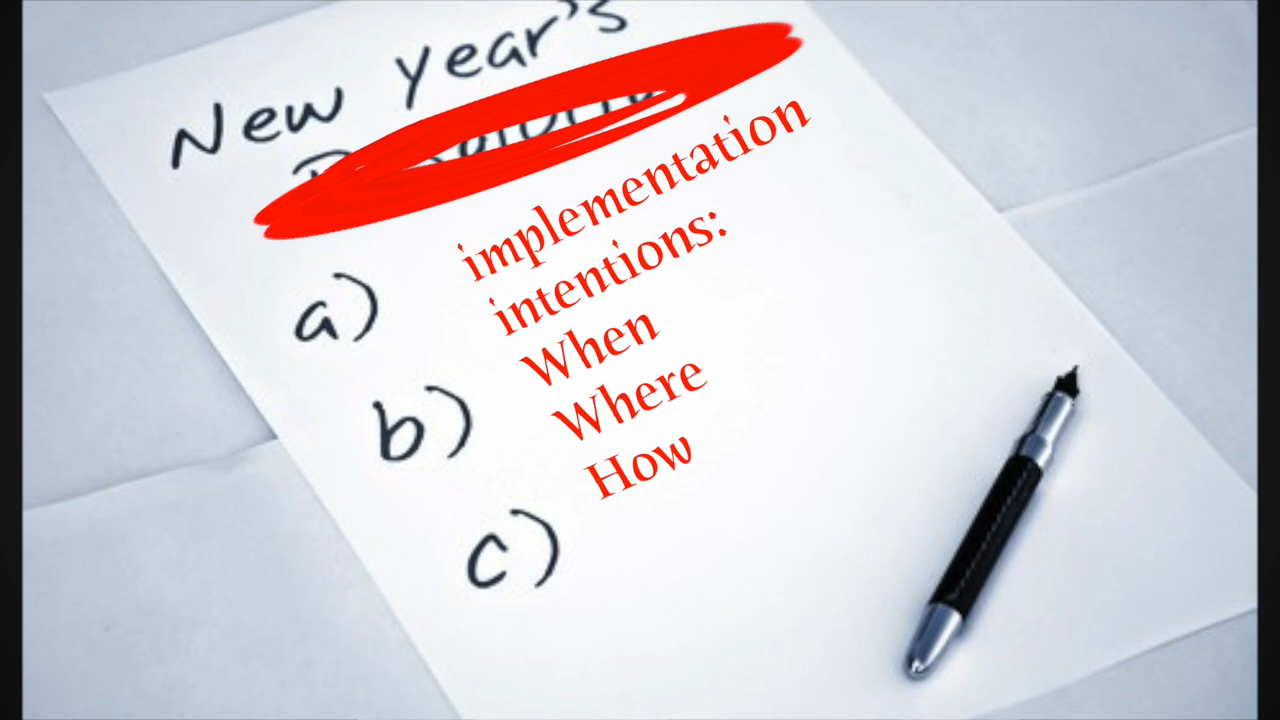 New Year's
implementation
intentions:
When
Where
How
a)
b)
c)